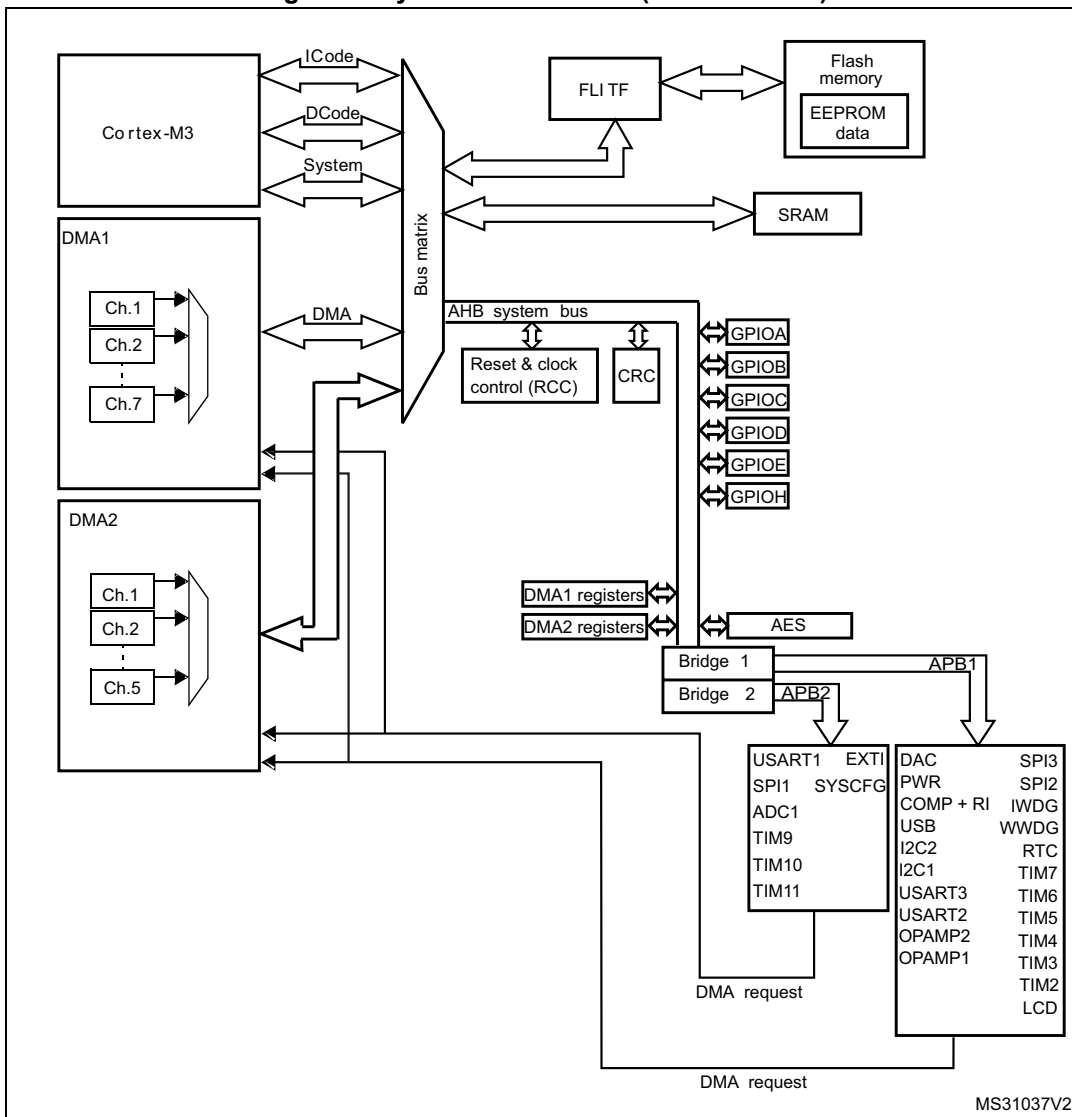 ICode
Cortex-M3
DCode
System
FLITF
Flash
memory
EEPROM
data
SRAM
Bus matrix
DMA1
Ch.1
Ch.2
Ch.7
DMA
AHB system bus
Reset & clock
control (RCC)
CRC
GPIOA
GPIOB
GPIOC
GPIOD
GPIOE
GPIOH
DMA2
Ch.1
Ch.2
Ch.5
DMA1 registers
DMA2 registers
AES
Bridge 1
Bridge 2
APB1
APB2
USART1 EXTI
SPI1 SYSCFG
ADC1
TIM9
TIM10
TIM11
DAC SPI3
PWR SPI2
COMP + RI IWDG
USB WWDG
I2C2 RTC
I2C1 TIM7
USART3 TIM6
USART2 TIM5
OPAMP2 TIM4
OPAMP1 TIM3
TIM2
LCD
DMA request
DMA request
MS31037V2